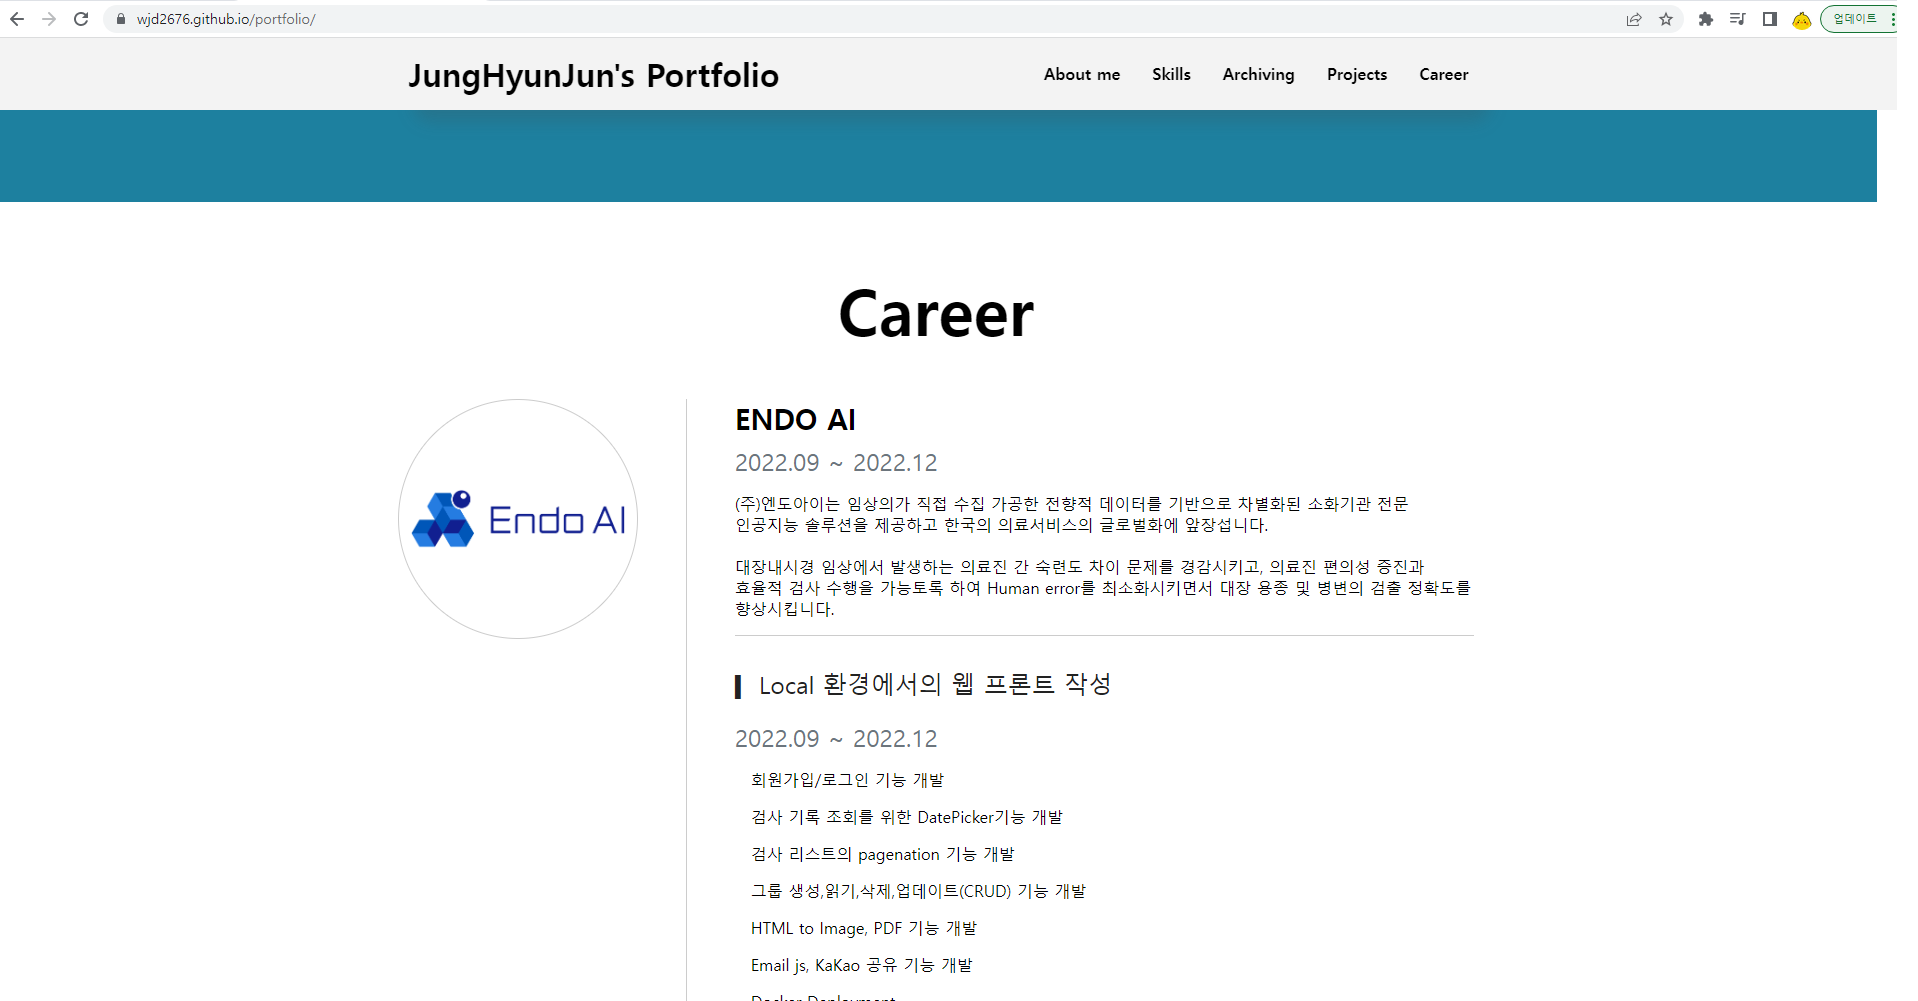 wjd2676.github.io/portfolio/
업데이트
JungHyunJun's Portfolio
About me
Skills
Archiving
Projects
Career
Career
Endo AI
ENDO AI
2022.09 ~ 2022.12
(주)엔도아이는 임상의가 직접 수집 가공한 전향적 데이터를 기반으로 차별화된 소화기관 전문
인공지능 솔루션을 제공하고 한국의 의료서비스의 글로벌화에 앞장섭니다.
대장내시경 임상에서 발생하는 의료진 간 숙련도 차이 문제를 경감시키고, 의료진 편의성 증진과
효율적 검사 수행을 가능토록 하여 Human error를 최소화시키면서 대장 용종 및 병변의 검출 정확도를
향상시킵니다.
Local 환경에서의 웹 프론트 작성
2022.09 ~ 2022.12
회원가입/로그인 기능 개발
검사 기록 조회를 위한 DatePicker기능 개발
검사 리스트의 pagenation 기능 개발
그룹 생성,읽기,삭제,업데이트(CRUD) 기능 개발
HTML to Image, PDF 기능 개발
Email js, KaKao 공유 기능 개발
Docker Deployment